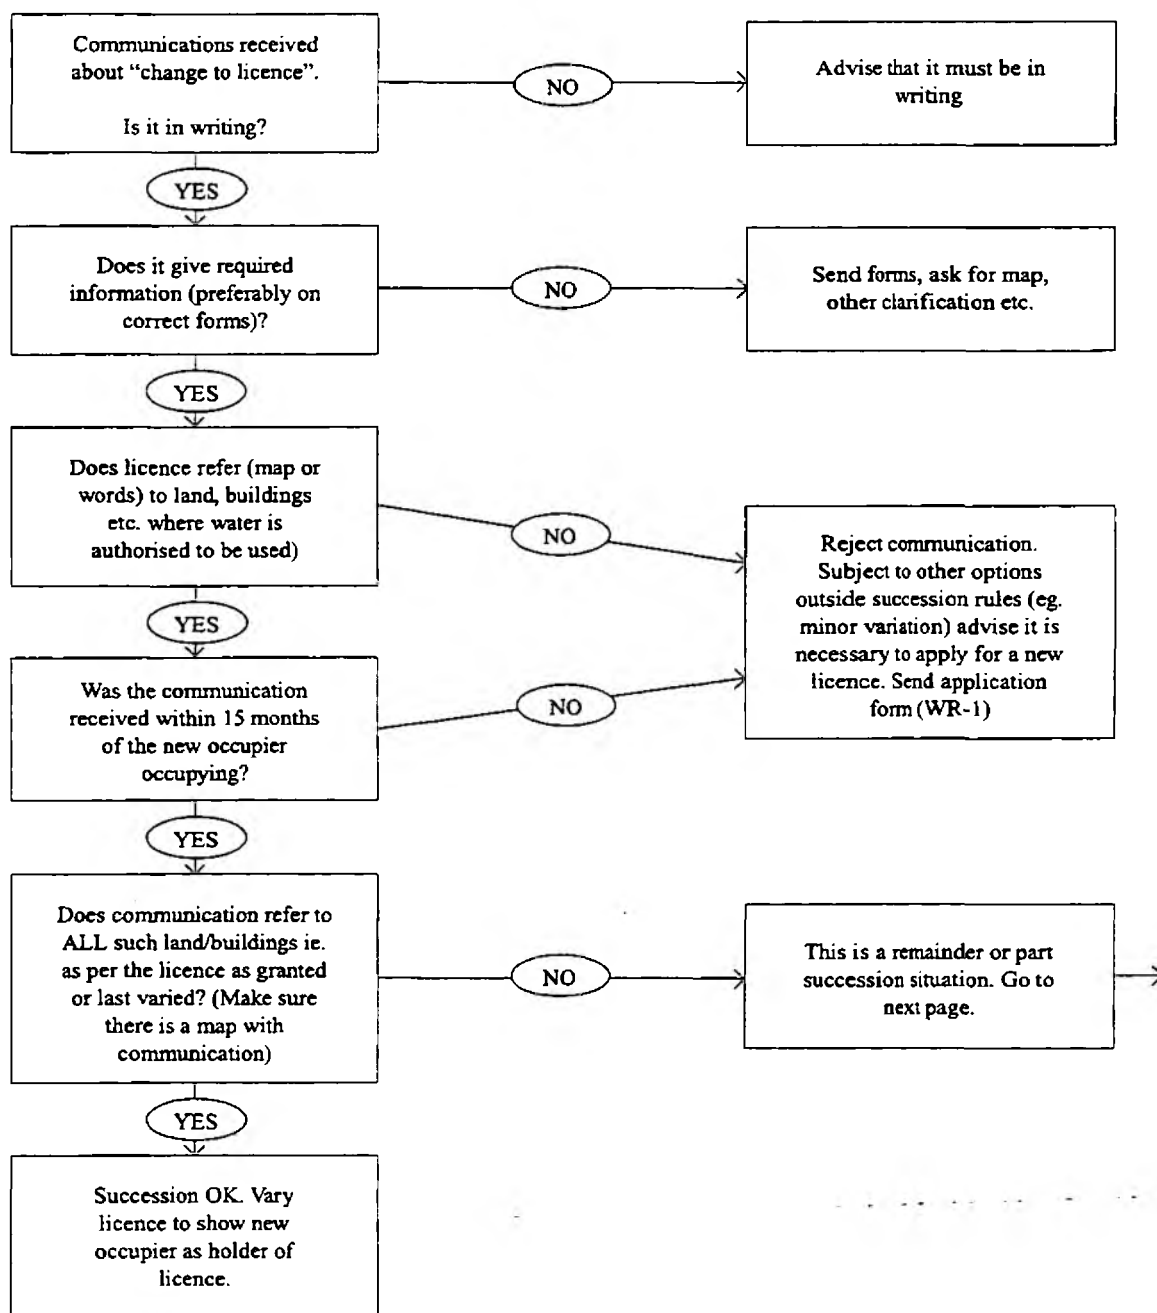 Communications received
about “change to licence”.
Is it in writing?
NO
Advise that it must be in
writing
YES
Does it give required
information (preferably on
correct forms)?
NO
Send forms, ask for map,
other clarification etc.
YES
Does licence refer (map or
words) to land, buildings
etc. where water is
authorised to be used)
NO
Reject communication.
Subject to other options
outside succession rules (eg.
minor variation) advise it is
necessary to apply for a new
licence. Send application
form (WR-1)
YES
Was the communication
received within 15 months
of the new occupier
occupying?
NO
YES
Does communication refer to
ALL such land/buildings ie.
as per the licence as granted
or last varied? (Make sure
there is a map with
communication)
NO
This is a remainder or part
succession situation. Go to
next page.
YES
Succession OK. Vary
licence to show new
occupier as holder of
licence.